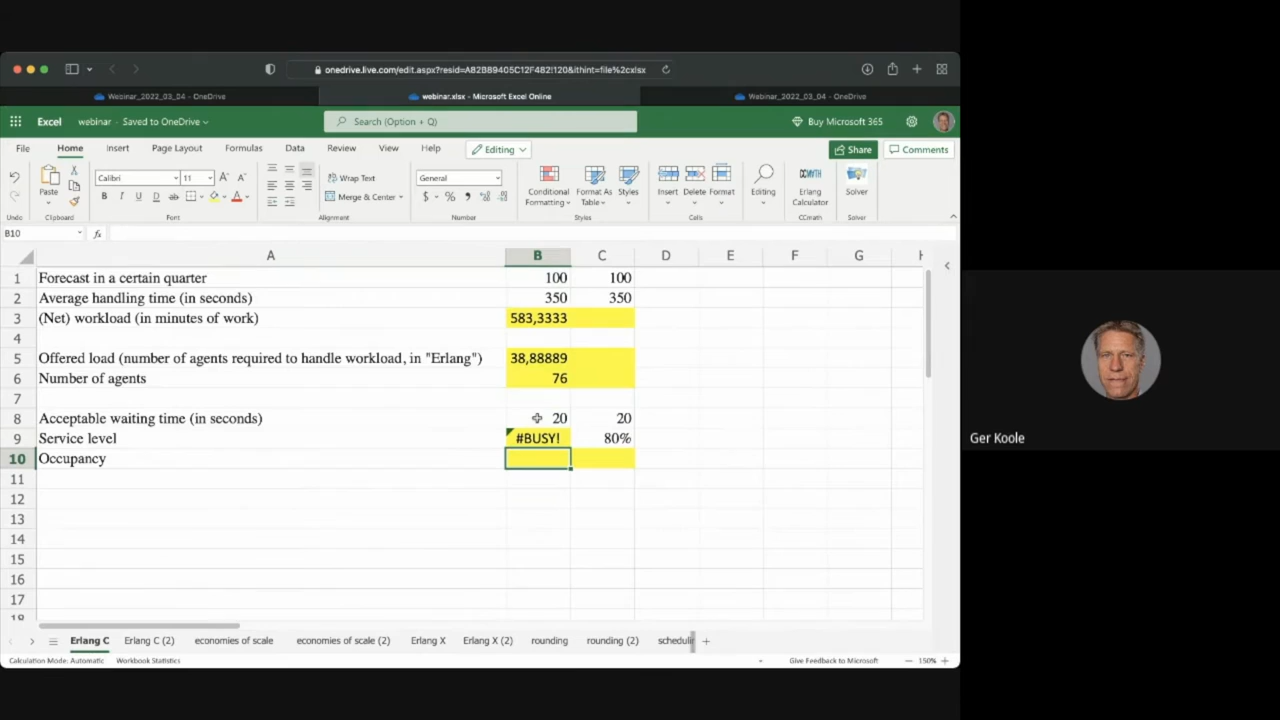 onedrive.live.com/edit.aspx?resid=A82B89405C12F482!120&ithint=file%2cxlsx
Webinar_2022_03_04 - OneDrive
webinar.xlsx - Microsoft Excel Online
Webinar_2022_03_04 - OneDrive
Excel webinar - Saved to OneDrive
Search (Option + Q)
Buy Microsoft 365
File Home Insert Page Layout Formulas Data Review View Help Editing Share Comments
Paste Calibri 11 A A Wrap Text General
B I U D ab A Merge & Center $ % 9
Conditional Formatting Format As Table Styles Insert Delete Format Editing Erlang Calculator Solver
Undo Clipboard Font Alignment Number Styles Cells CCmath Solver
B10 fx
A B C D E F G H
1 Forecast in a certain quarter 100 100
2 Average handling time (in seconds) 350 350
3 (Net) workload (in minutes of work) 583,3333
4
5 Offered load (number of agents required to handle workload, in "Erlang") 38,88889
6 Number of agents 76
7
8 Acceptable waiting time (in seconds) 20 20
9 Service level #BUSY! 80%
10 Occupancy
11
12
13
14
15
16
17
18
Erlang C Erlang C (2) economies of scale economies of scale (2) Erlang X Erlang X (2) rounding rounding (2) schedulin
Calculation Mode: Automatic Workbook Statistics Give Feedback to Microsoft 150%
Ger Koole